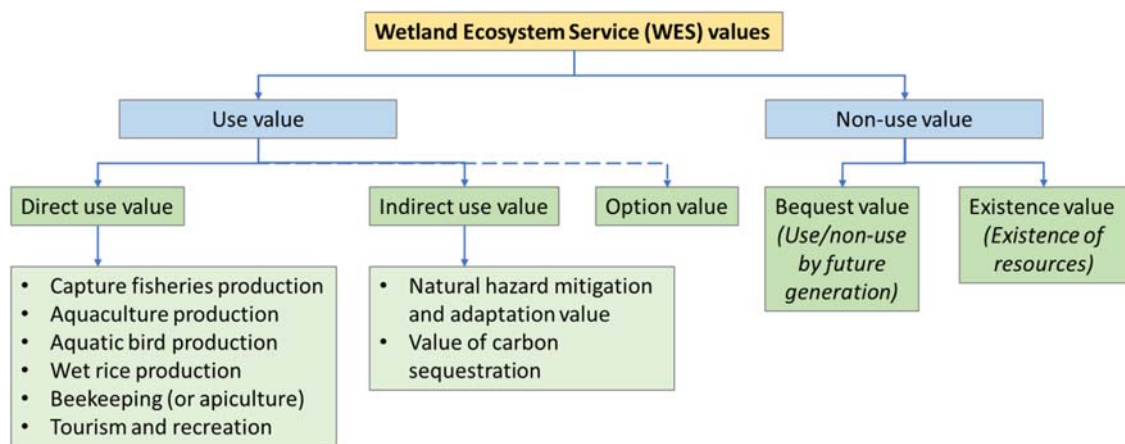 Wetland Ecosystem Service (WES) values
Use value
Non-use value
Direct use value
Indirect use value
Option value
Bequest value
(Use/non-use
by future
generation)
Existence value
(Existence of
resources)
• Capture fisheries production
• Aquaculture production
• Aquatic bird production
• Wet rice production
• Beekeeping (or apiculture)
• Tourism and recreation
• Natural hazard mitigation
and adaptation value
• Value of carbon
sequestration